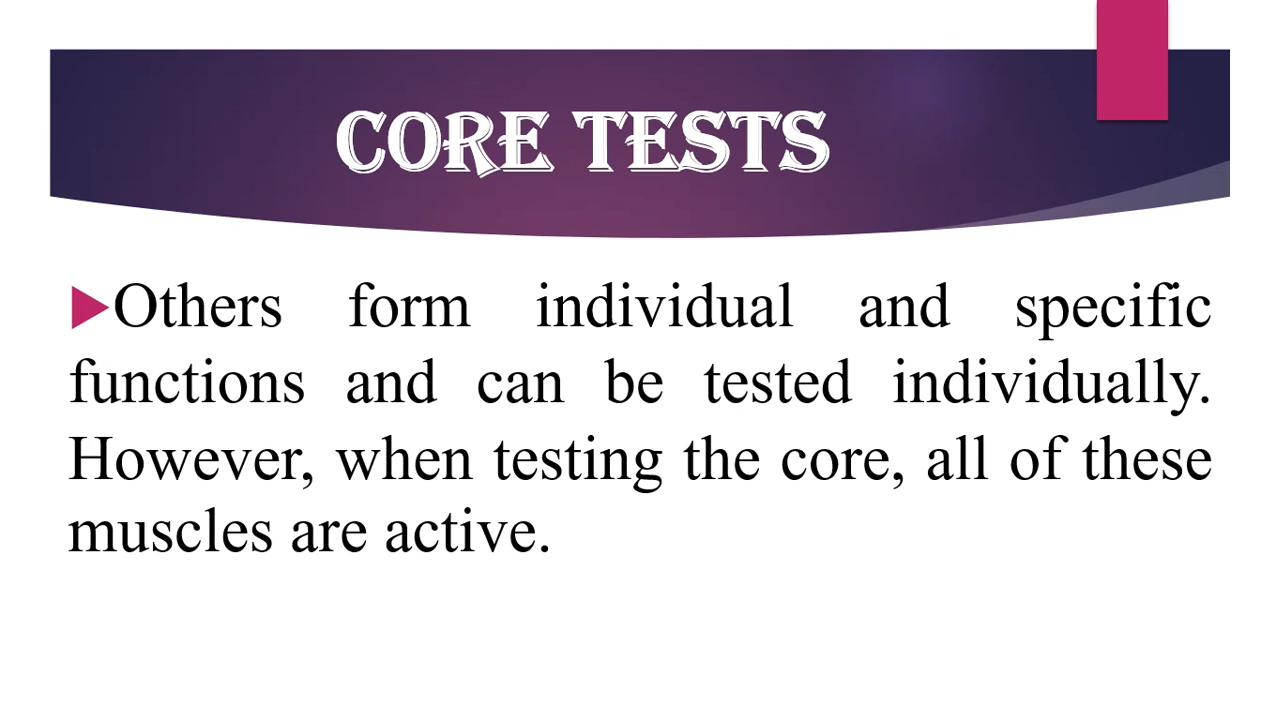 CORE TESTS
Others form individual and specific
functions and can be tested individually.
However, when testing the core, all of these
muscles are active.